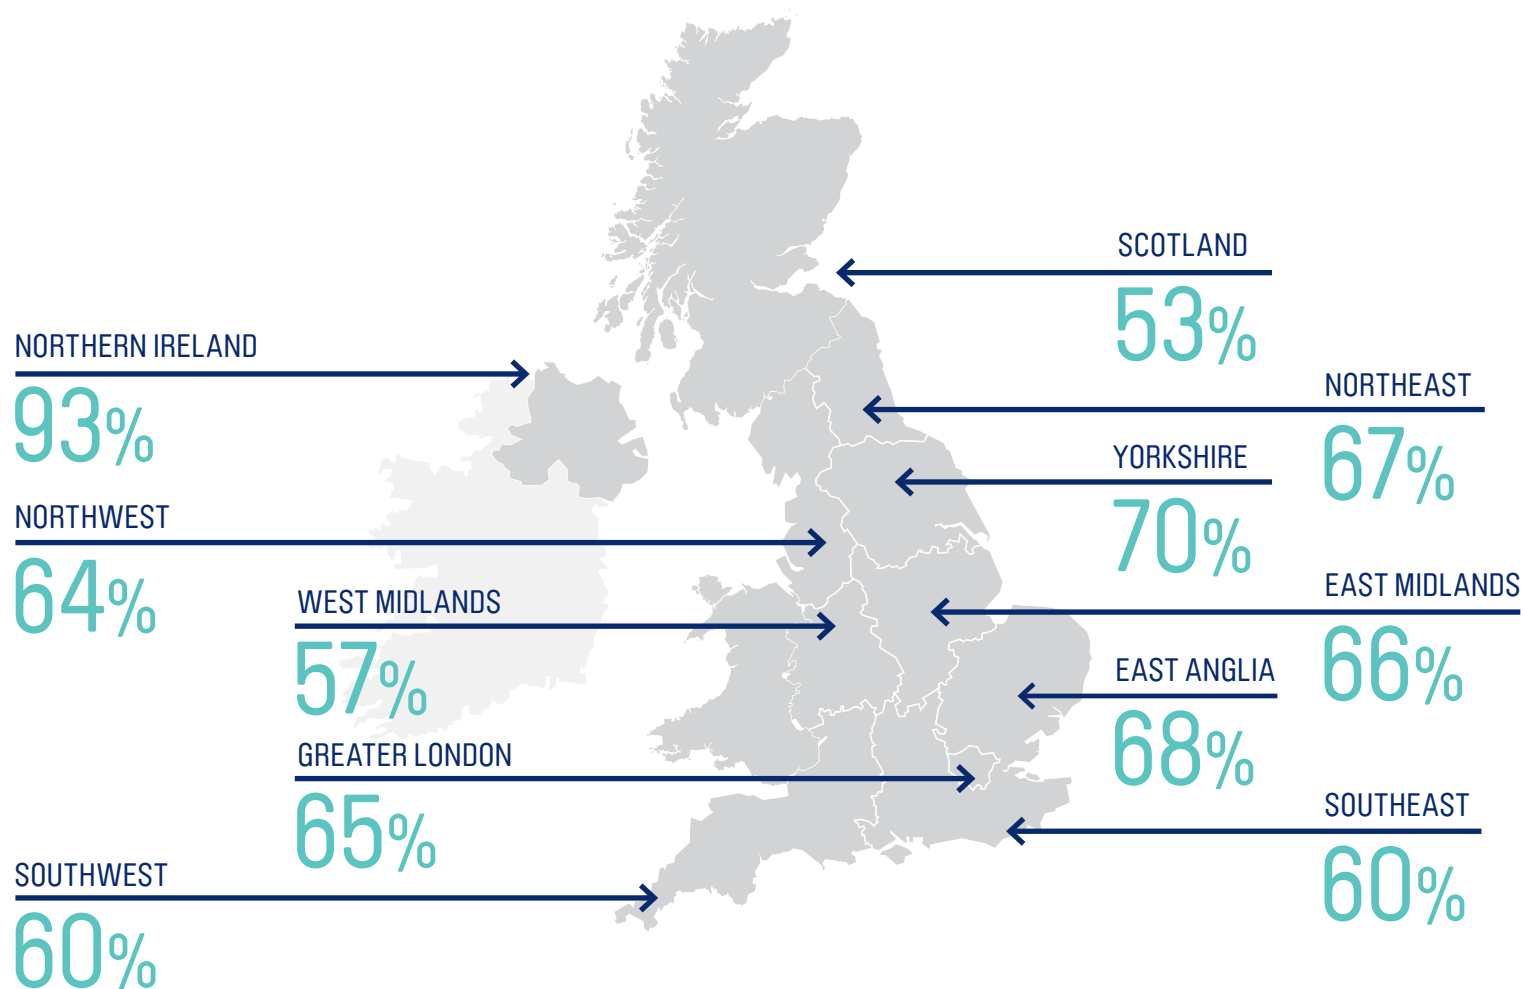 SCOTLAND
53%
NORTHERN IRELAND
93%
NORTHEAST
67%
YORKSHIRE
70%
NORTHWEST
64%
WEST MIDLANDS
57%
EAST MIDLANDS
66%
EAST ANGLIA
68%
GREATER LONDON
65%
SOUTHEAST
60%
SOUTHWEST
60%